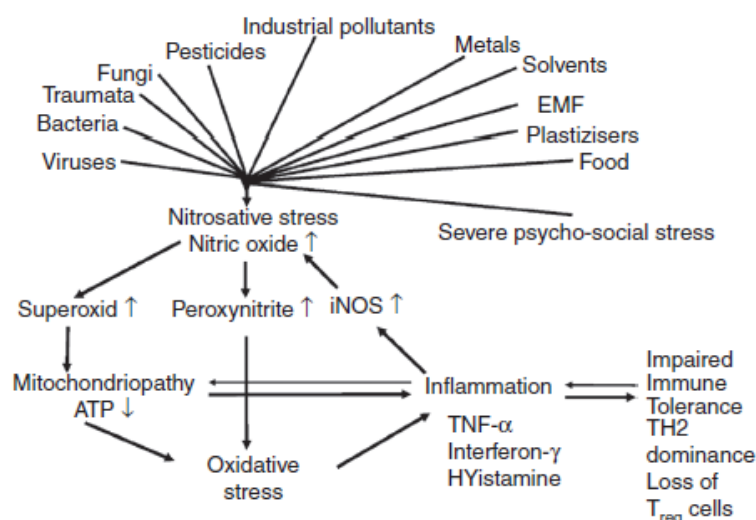 Industrial pollutants
Pesticides
Metals
Fungi
Solvents
Traumata
EMF
Bacteria
Plastizisers
Viruses
Food
Severe psycho-social stress
Nitrosative stress
Nitric oxide ↑
Superoxid ↑
Peroxynitrite ↑
iNOS ↑
Mitochondriopathy
ATP ↓
Inflammation
TNF-α
Interferon-γ
HYistamine
Impaired
Immune
Tolerance
TH2
dominance
Loss of
Treg cells
Oxidative
stress